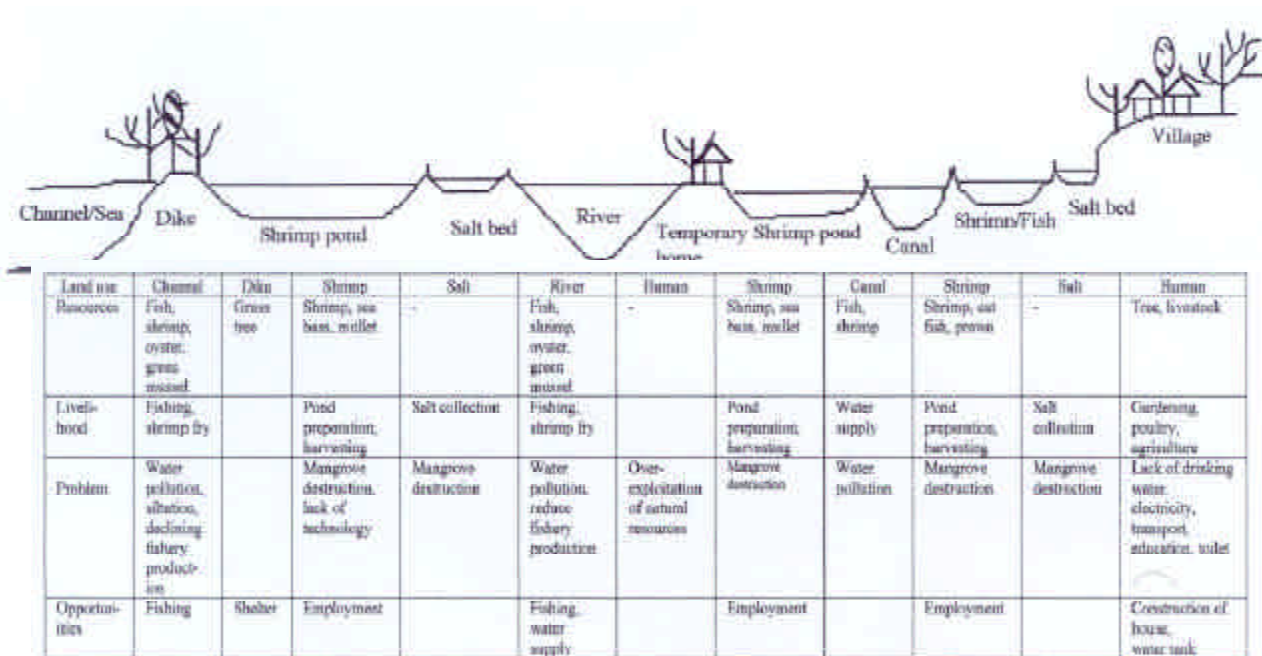 Village
Channel/Sea
Dike
Shrimp pond
Salt bed
River
Temporary
home
Shrimp pond
Canal
Shrimp/Fish
Salt bed
Land use Channel Dike Shrimp Salt River Human Shrimp Canal Shrimp Salt Human
Resources Fish, shrimp, oyster, green mussel
Grass tree
Shrimp, sea bass, mullet
-
Fish, shrimp, oyster, green mussel
-
Shrimp, sea bass, mullet
Fish, shrimp
Shrimp, cat fish, prawn
-
Tree, livestock
Liveli-hood
Fishing, shrimp fry
Pond preparation, harvesting
Salt collection
Fishing, shrimp fry
Pond preparation, harvesting
Water supply
Pond preparation, harvesting
Salt collection
Gardening, poultry, agriculture
Problem
Water pollution, siltation, declining fishery product-ion
Mangrove destruction, lack of technology
Mangrove destruction
Water pollution, reduce fishery production
Over-exploitation of natural resources
Mangrove destruction
Water pollution
Mangrove destruction
Mangrove destruction
Lack of drinking water, electricity, transport, education, toilet
Opportun-ities
Fishing
Shelter
Employment
Fishing, water supply
Employment
Employment
Construction of house, water tank